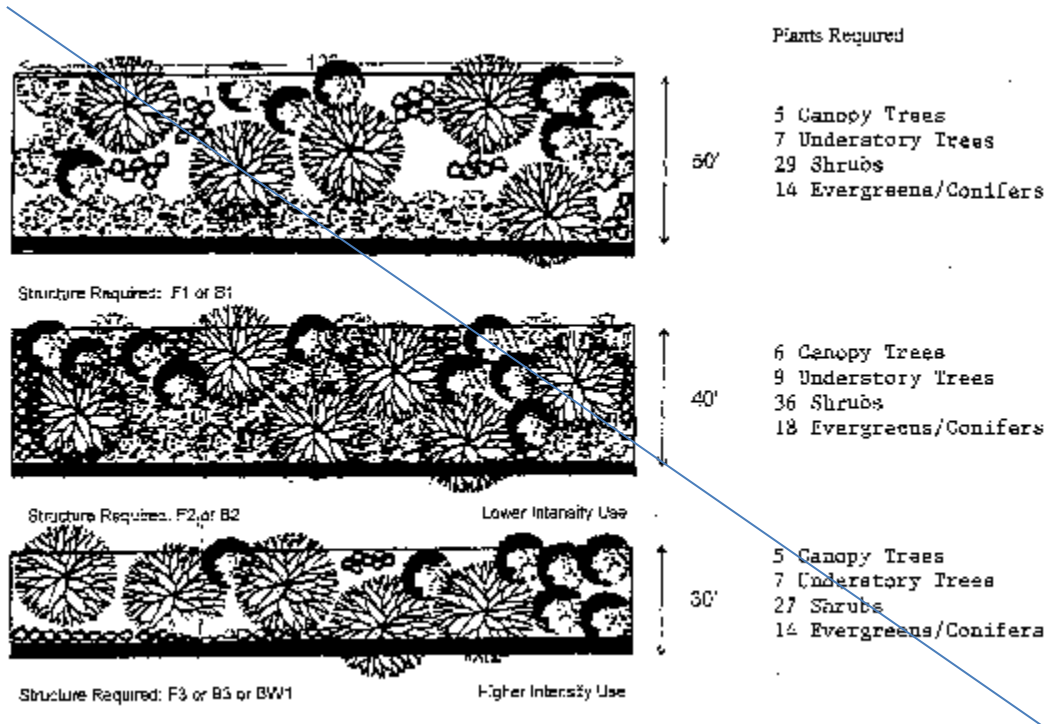 Plants Required
5 Canopy Trees
7 Understory Trees
29 Shrubs
14 Evergreens/Conifers
50'
Structure Required: F1 or B1
6 Canopy Trees
9 Understory Trees
36 Shrubs
18 Evergreens/Conifers
40'
Structure Required: F2 or B2
Lower Intensity Use
5 Canopy Trees
7 Understory Trees
27 Shrubs
14 Evergreens/Conifers
30'
Structure Required: F3 or B3 or BW1
Higher Intensity Use